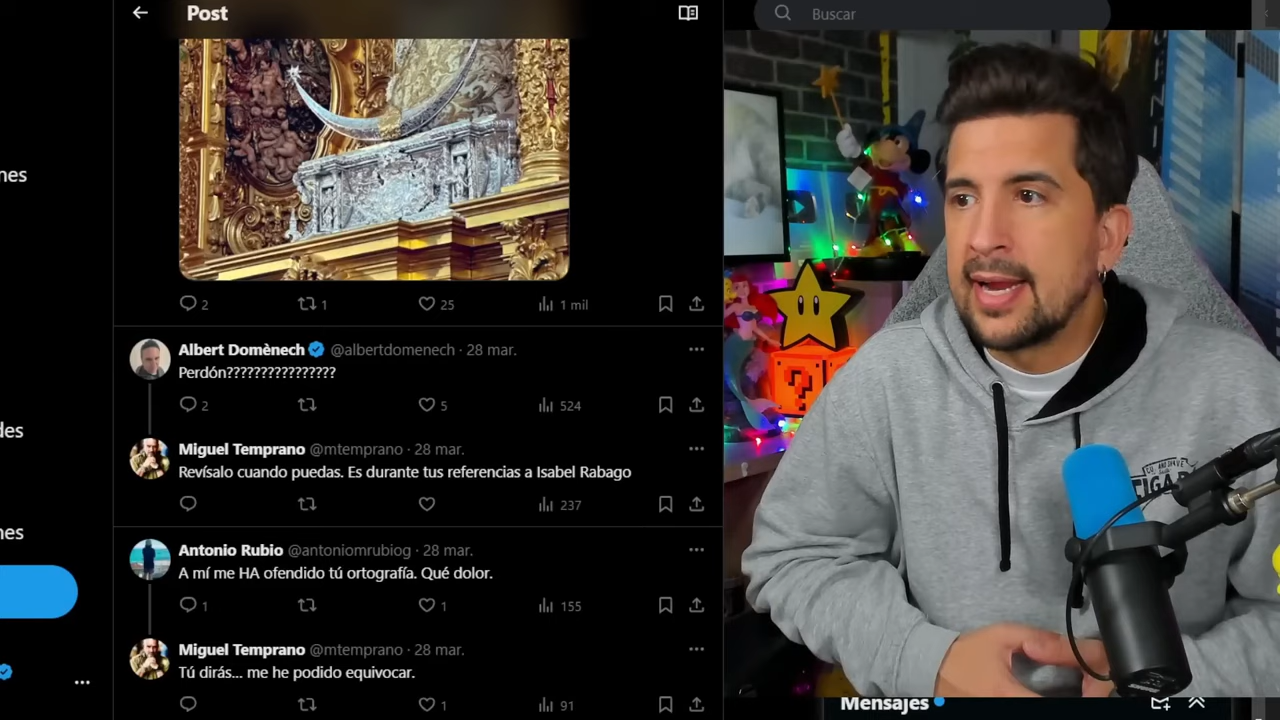 Post
Buscar
nes
2
1
25
1 mil
Albert Domènech @albertdomenech · 28 mar.
Perdón????????????????
2
5
524
Miguel Temprano @mtemprano · 28 mar.
Revísalo cuando puedas. Es durante tus referencias a Isabel Rabago
237
des
Antonio Rubio @antoniomrubiog · 28 mar.
nes
A mí me HA ofendido tú ortografía. Qué dolor.
1
1
155
Miguel Temprano @mtemprano · 28 mar.
Tú dirás... me he podido equivocar.
1
91
Mensajes
?